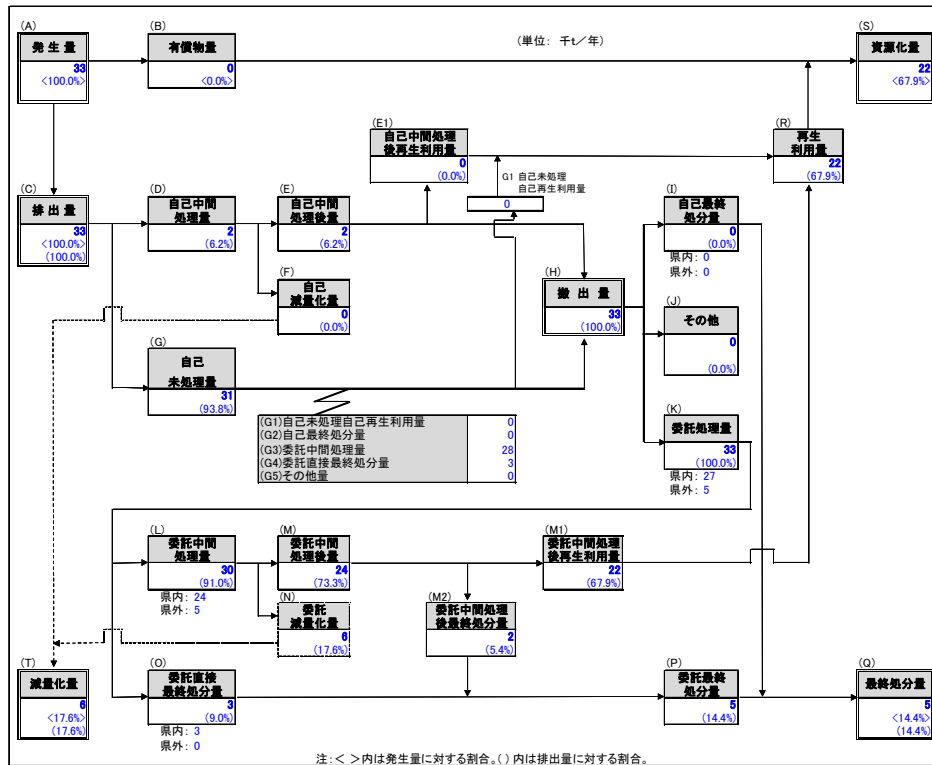 (A)
発 生 量
33
<100.0%>
(B)
有償物量
0
<0.0%>
(単位： 千t／年)
(S)
資源化量
22
<67.9%>
(E1)
自己中間処理
後再生利用量
0
(0.0%)
G1 自己未処理
自己再生利用量
0
(R)
再生
利用量
22
(67.9%)
(C)
排 出 量
33
<100.0%>
(100.0%)
(D)
自己中間
処理量
2
(6.2%)
(E)
自己中間
処理後量
2
(6.2%)
(F)
自己
減量化量
0
(0.0%)
(G)
自己
未処理量
31
(93.8%)
(H)
搬 出 量
33
(100.0%)
(I)
自己最終
処分量
0
(0.0%)
県内： 0
県外： 0
(J)
その他
0
(0.0%)
(G1)自己未処理自己再生利用量 0
(G2)自己最終処分量 0
(G3)委託中間処理量 28
(G4)委託直接最終処分量 3
(G5)その他量 0
(K)
委託処理量
33
(100.0%)
県内： 27
県外： 5
(L)
委託中間
処理量
30
(91.0%)
県内： 24
県外： 5
(M)
委託中間
処理後量
24
(73.3%)
(M1)
委託中間処理
後再生利用量
22
(67.9%)
(N)
委託
減量化量
6
(17.6%)
(M2)
委託中間処理
後最終処分量
2
(5.4%)
(T)
減量化量
6
<17.6%>
(17.6%)
(O)
委託直接
最終処分量
3
(9.0%)
県内： 3
県外： 0
(P)
委託最終
処分量
5
(14.4%)
(Q)
最終処分量
5
<14.4%>
(14.4%)
注：＜ ＞内は発生量に対する割合。( ) 内は排出量に対する割合。